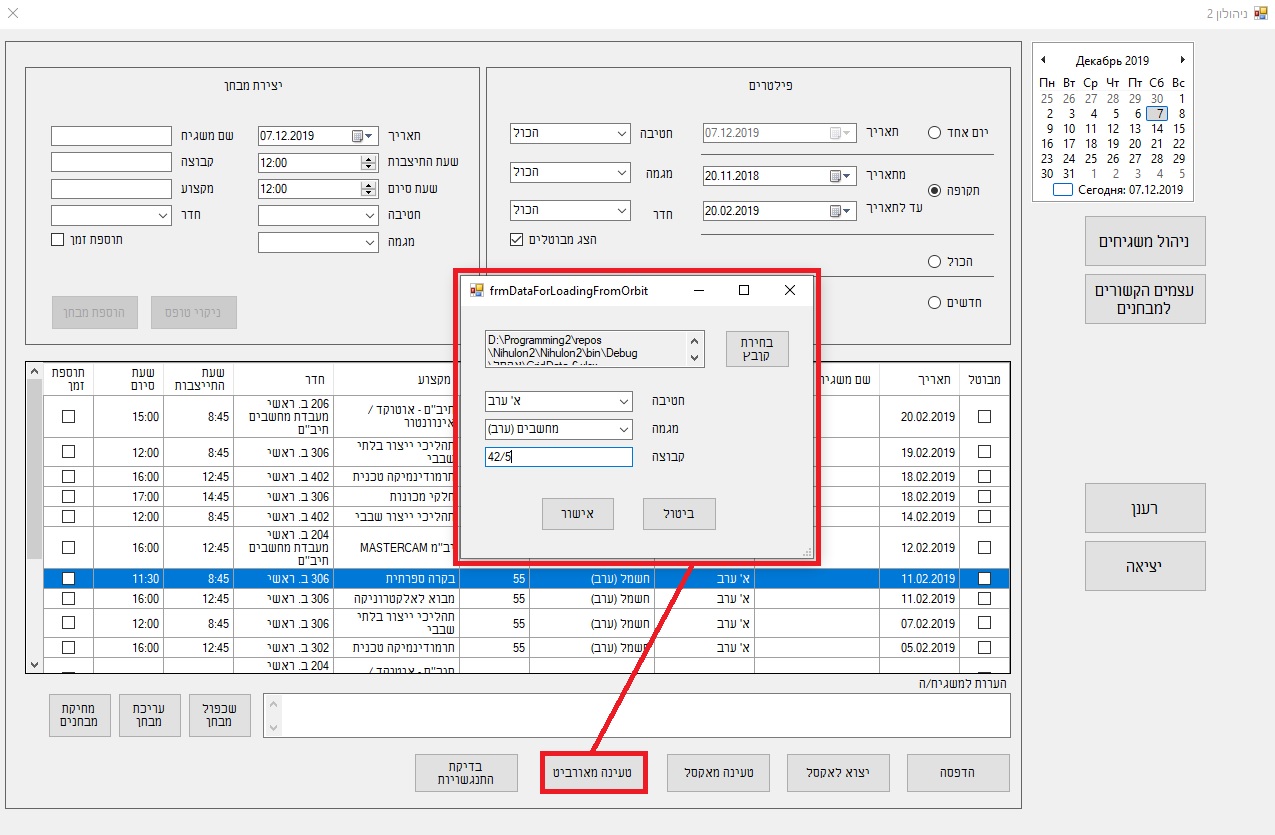 ניהולון 2
Декабрь 2019
Пн Вт Ср Чт Пт Сб Вс
25 26 27 28 29 30 1
2 3 4 5 6 7 8
9 10 11 12 13 14 15
16 17 18 19 20 21 22
23 24 25 26 27 28 29
30 31 1 2 3 4 5
Сегодня: 07.12.2019
ניהול משגיחים
עצמים הקשורים
למבחנים
רענן
יציאה
פילטרים
יום אחד
תאריך 07.12.2019
חטיבה הכול
תקופה
מתאריך 20.11.2018
מגמה הכול
עד לתאריך 20.02.2019
חדר הכול
הצג מבוטלים
הכול
חדשים
יצירת מבחן
תאריך 07.12.2019
שם משגיח
שעת התיצבות 12:00
קבוצה
שעת סיום 12:00
מקצוע
חטיבה
חדר
מגמה
תוספת זמן
ניקוי טופס
הוספת מבחן
frmDataForLoadingFromOrbit
D:\Programming2\repos
\Nihulon2\Nihulon2\bin\Debug
בחירת
קובץ
חטיבה א' ערב
מגמה מחשבים (ערב)
קבוצה 42/5
ביטול
אישור
מבוטל תאריך שם משגיח מקצוע חדר שעת התייצבות שעת סיום תוספת זמן
20.02.2019 תיב"ם - אוטוקד / אינוונטור 206 ב. ראשי מעבדת מחשבים תיב"ם 8:45 15:00
19.02.2019 תהליכי ייצור בלתי שבבי 306 ב. ראשי 8:45 12:00
18.02.2019 תרמודינמיקה טכנית 402 ב. ראשי 12:45 16:00
18.02.2019 חלקי מכונות 306 ב. ראשי 14:45 17:00
14.02.2019 תהליכי ייצור שבבי 402 ב. ראשי 8:45 12:00
12.02.2019 MASTERCAM 204 ב. ראשי מעבדת מחשבים תיב"ם 12:45 16:00
11.02.2019 א' ערב חשמל (ערב) 55 בקרה ספרתית 306 ב. ראשי 8:45 11:30
11.02.2019 א' ערב חשמל (ערב) 55 מבוא לאלקטרוניקה 306 ב. ראשי 12:45 16:00
07.02.2019 א' ערב חשמל (ערב) 55 תהליכי ייצור בלתי שבבי 306 ב. ראשי 8:45 12:00
05.02.2019 א' ערב חשמל (ערב) 55 תרמודינמיקה טכנית 302 ב. ראשי 12:45 16:00
תיב"ם - אוטוקד / 204 ב. ראשי
הערות למשגיח/ה
שכפול
מבחן
עריכת
מבחן
מחיקת
מבחנים
הדפסה
יצוא לאקסל
טעינה מאקסל
טעינה מאורביט
בדיקת
התנגשויות